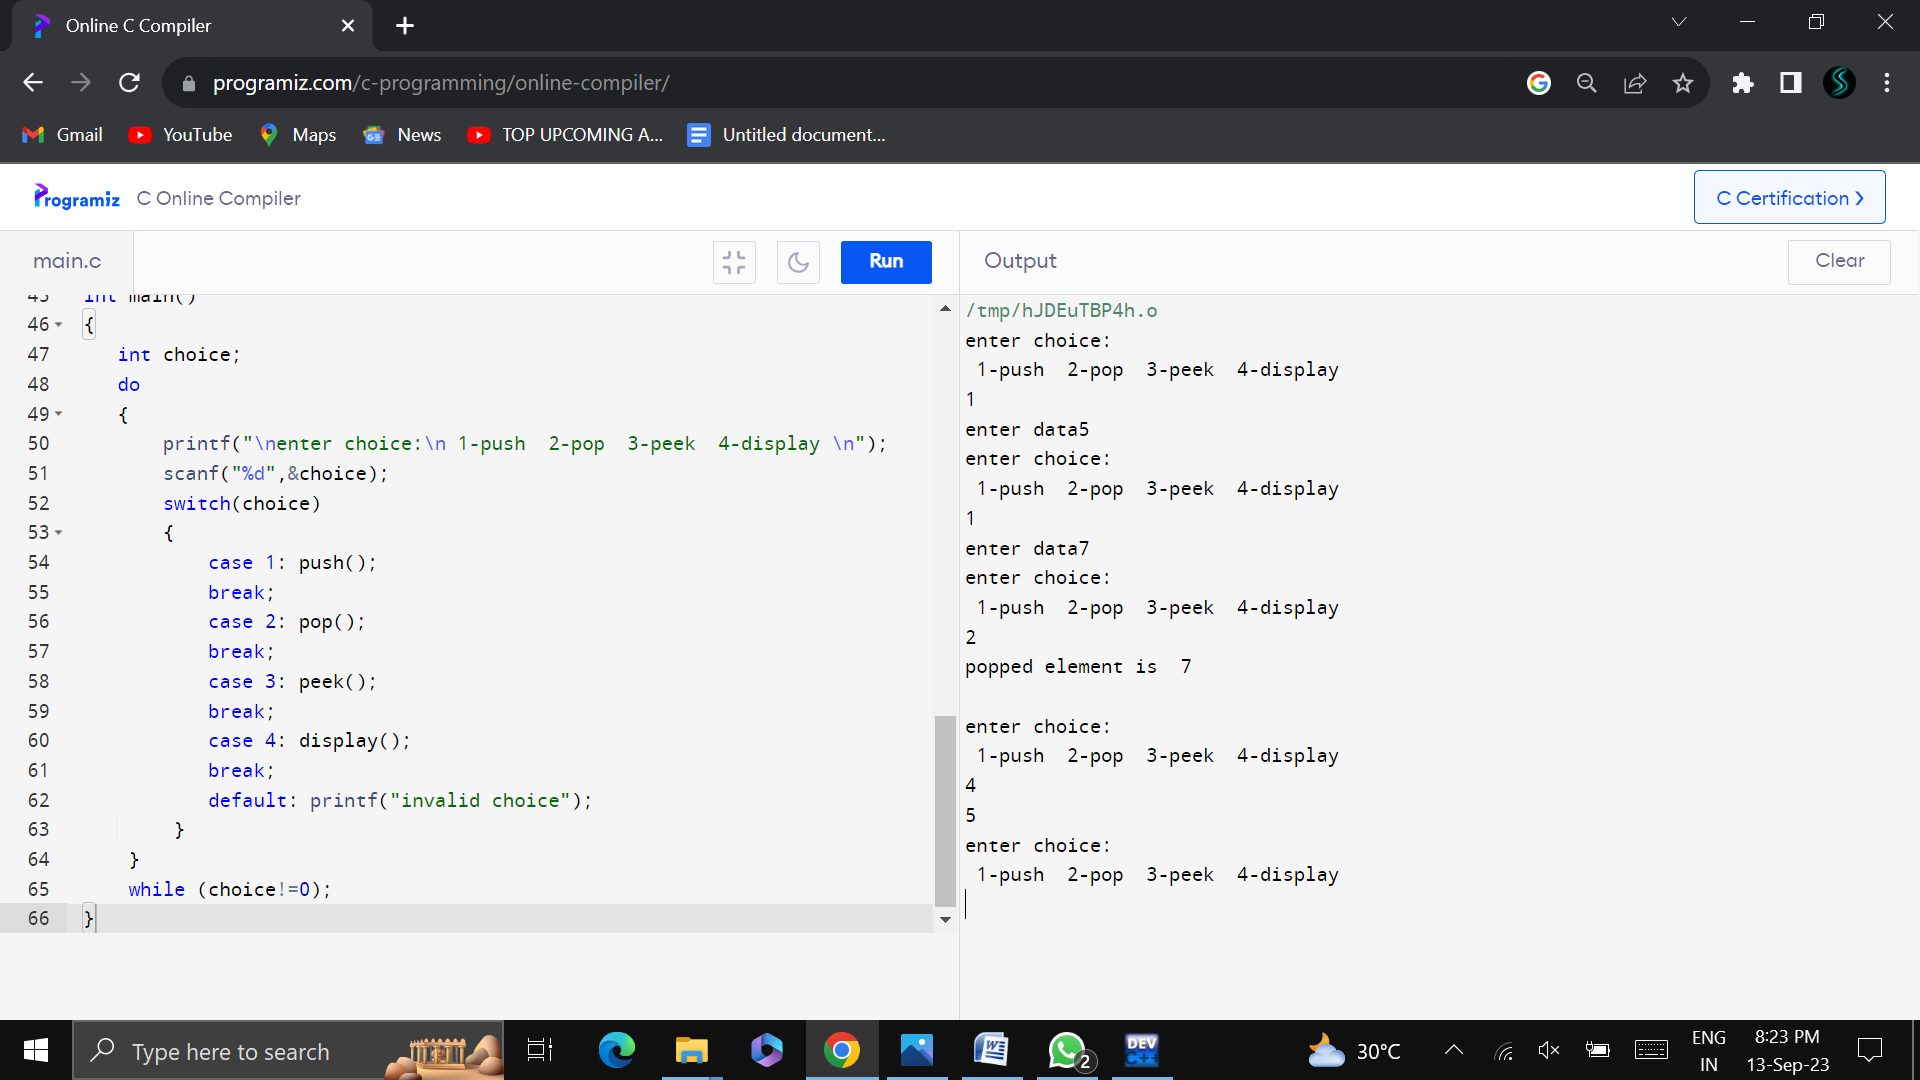 Online C Compiler
programiz.com/c-programming/online-compiler/
Gmail YouTube Maps News TOP UPCOMING A... Untitled document...
Programiz C Online Compiler C Certification >
main.c Run Output Clear
45 int main()
46 {
47 int choice;
48 do
49 {
50 printf("\nenter choice:\n 1-push  2-pop  3-peek  4-display \n");
51 scanf("%d",&choice);
52 switch(choice)
53 {
54 case 1: push();
55 break;
56 case 2: pop();
57 break;
58 case 3: peek();
59 break;
60 case 4: display();
61 break;
62 default: printf("invalid choice");
63 }
64 }
65 while (choice!=0);
66 }
/tmp/hJDEuTBP4h.o
enter choice:
1-push  2-pop  3-peek  4-display
1
enter data5
enter choice:
1-push  2-pop  3-peek  4-display
1
enter data7
enter choice:
1-push  2-pop  3-peek  4-display
2
popped element is  7
enter choice:
1-push  2-pop  3-peek  4-display
4
5
enter choice:
1-push  2-pop  3-peek  4-display
Type here to search
2
DEV C++
30°C
ENG
IN
8:23 PM
13-Sep-23